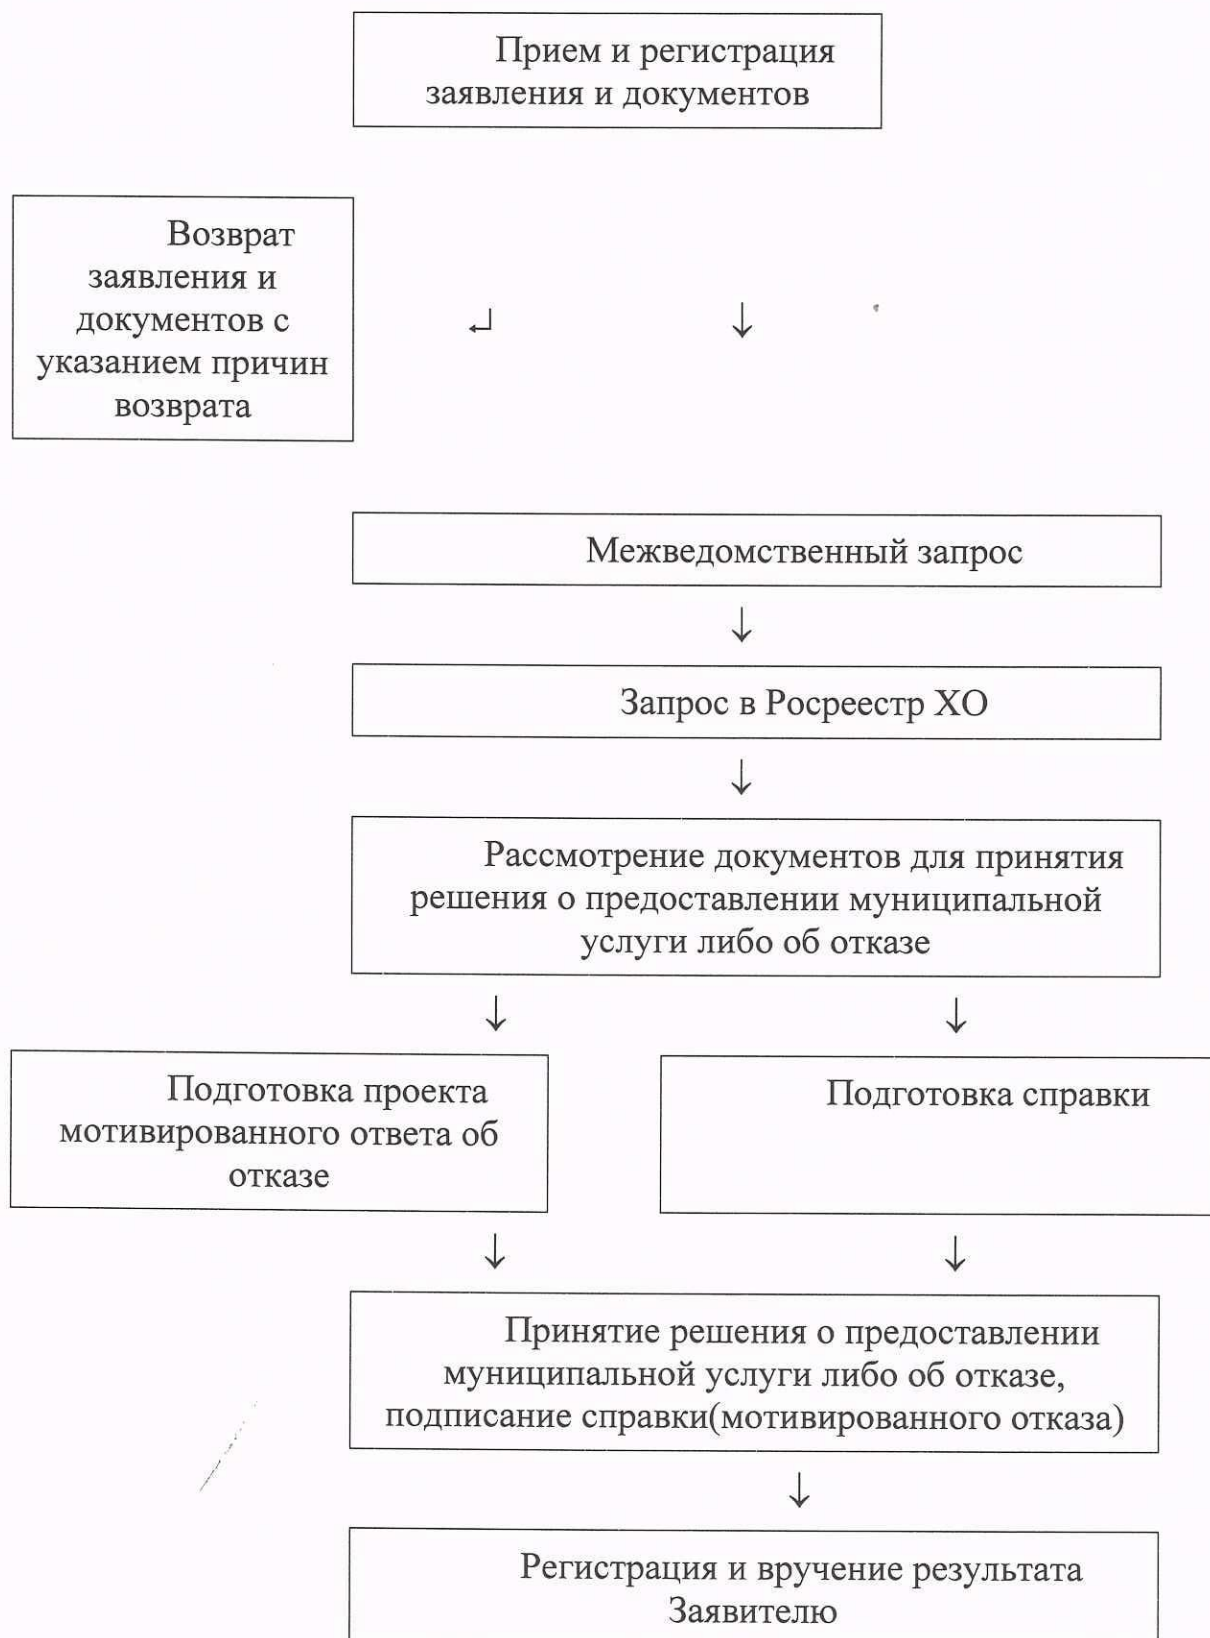 Прием и регистрация
заявления и документов
Возврат
заявления и
документов с
указанием причин
возврата
↲
↓
Межведомственный запрос
↓
Запрос в Росреестр ХО
↓
Рассмотрение документов для принятия
решения о предоставлении муниципальной
услуги либо об отказе
↓
↓
Подготовка проекта
мотивированного ответа об
отказе
Подготовка справки
↓
↓
Принятие решения о предоставлении
муниципальной услуги либо об отказе,
подписание справки(мотивированного отказа)
↓
Регистрация и вручение результата
Заявителю